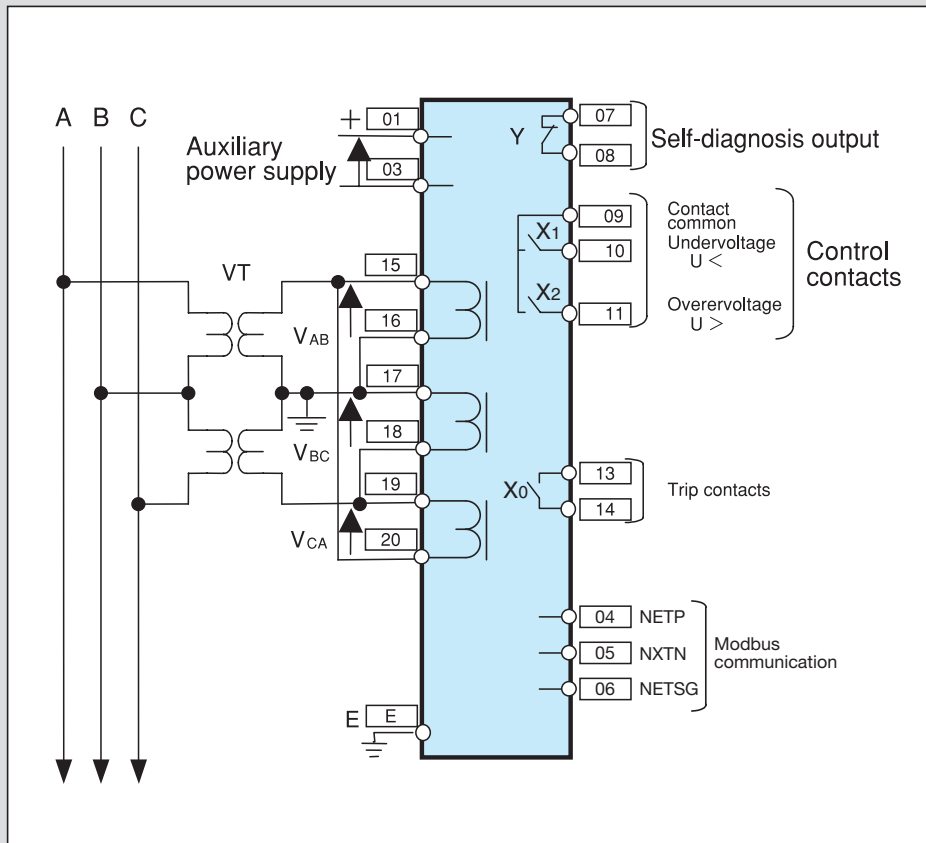 A B C
Auxiliary
power supply
+ 01
03
VT
15
16
VAB
17
18
VBC
19
20
VCA
E E
Y
07
08
Self-diagnosis output
09
Contact
common
X1
10
Undervoltage
U <
X2
11
Overervoltage
U >
Control
contacts
X0
13
14
Trip contacts
04 NETP
05 NXTN
06 NETSG
Modbus
communication